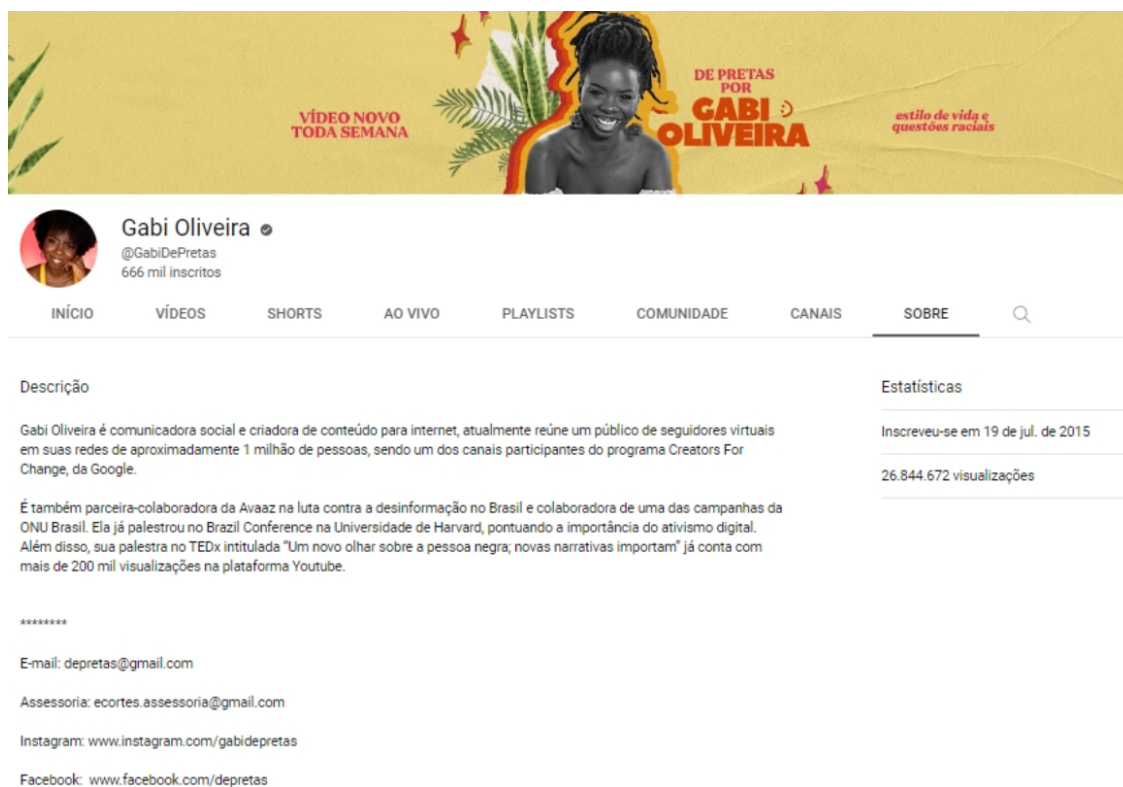 VÍDEO NOVO
TODA SEMANA
DE PRETAS
POR
GABI
OLIVEIRA
estilo de vida e
questões raciais
Gabi Oliveira
@GabiDePretas
666 mil inscritos
INÍCIO VÍDEOS SHORTS AO VIVO PLAYLISTS COMUNIDADE CANAIS SOBRE
Descrição
Gabi Oliveira é comunicadora social e criadora de conteúdo para internet, atualmente reúne um público de seguidores virtuais
em suas redes de aproximadamente 1 milhão de pessoas, sendo um dos canais participantes do programa Creators For
Change, da Google.
É também parceira-colaboradora da Avaaz na luta contra a desinformação no Brasil e colaboradora de uma das campanhas da
ONU Brasil. Ela já palestrou no Brazil Conference na Universidade de Harvard, pontuando a importância do ativismo digital.
Além disso, sua palestra no TEDx intitulada “Um novo olhar sobre a pessoa negra; novas narrativas importam” já conta com
mais de 200 mil visualizações na plataforma Youtube.
********
E-mail: depretas@gmail.com
Assessoria: ecortes.assessoria@gmail.com
Instagram: www.instagram.com/gabidepretas
Facebook: www.facebook.com/depretas
Estatísticas
Inscreveu-se em 19 de jul. de 2015
26.844.672 visualizações